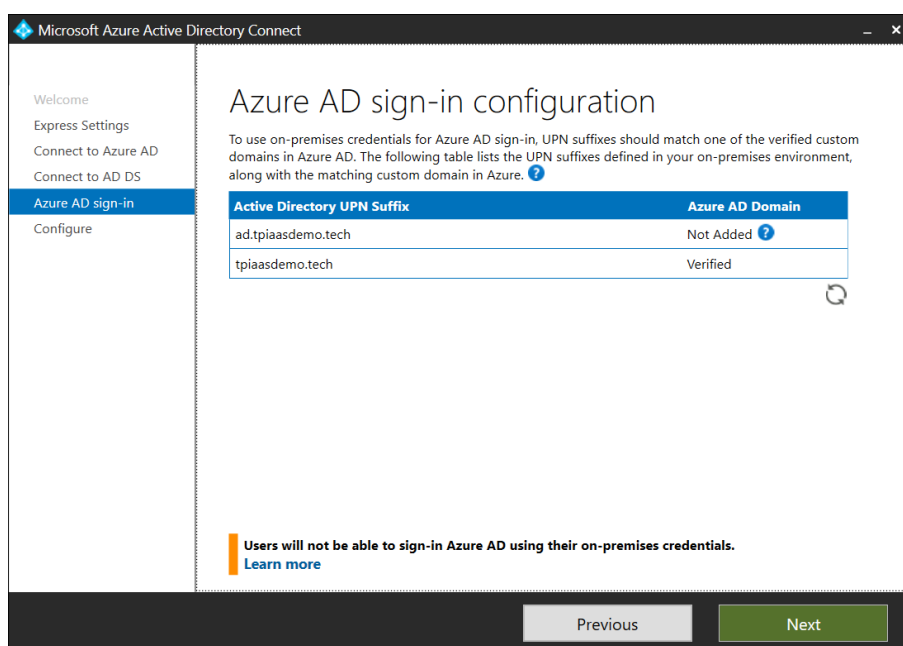 Microsoft Azure Active Directory Connect
Welcome
Express Settings
Connect to Azure AD
Connect to AD DS
Azure AD sign-in
Configure
Azure AD sign-in configuration
To use on-premises credentials for Azure AD sign-in, UPN suffixes should match one of the verified custom
domains in Azure AD. The following table lists the UPN suffixes defined in your on-premises environment,
along with the matching custom domain in Azure. ?
Active Directory UPN Suffix Azure AD Domain
ad.tpiaasdemo.tech Not Added ?
tpiaasdemo.tech Verified
Users will not be able to sign-in Azure AD using their on-premises credentials.
Learn more
Previous Next